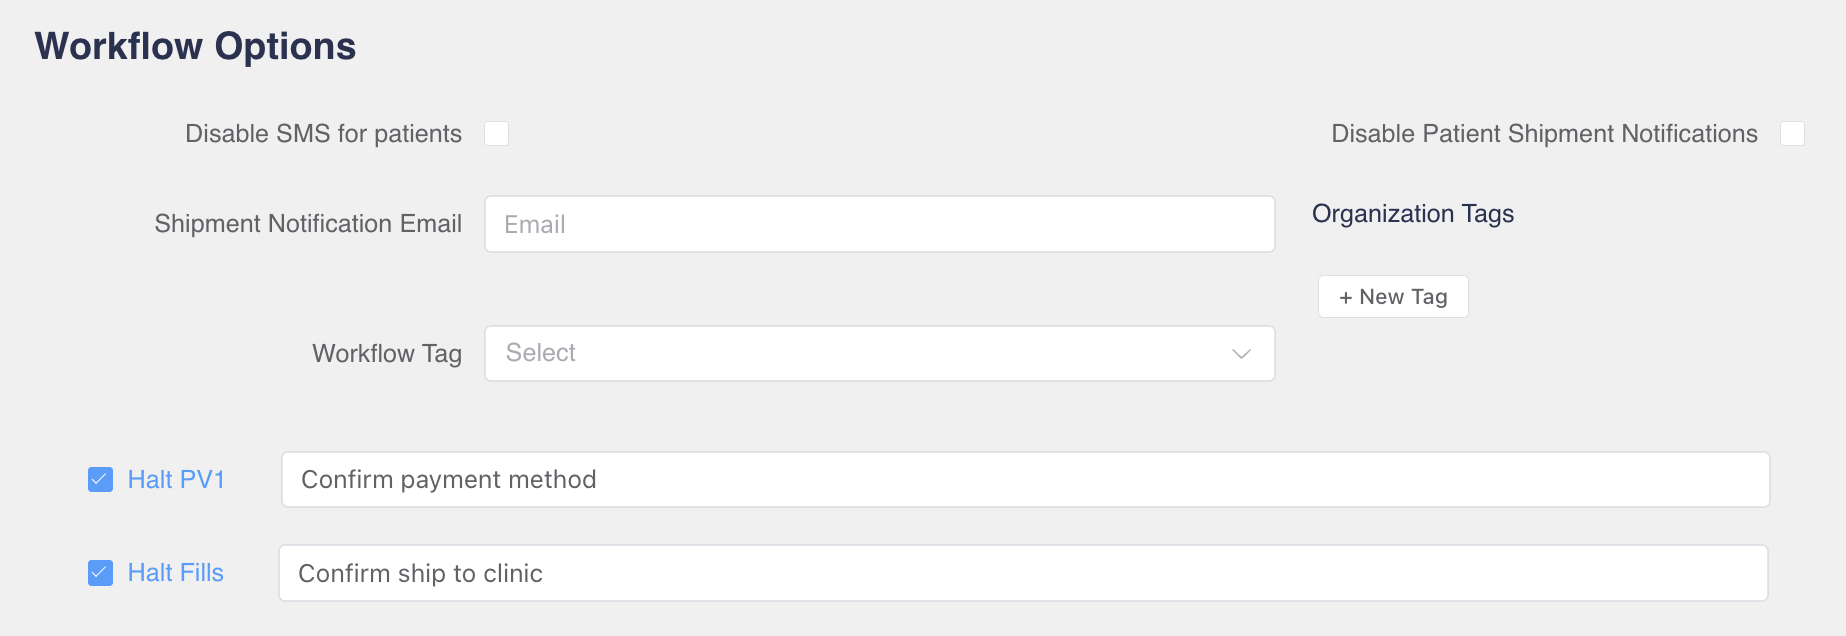 Workflow Options
Disable SMS for patients
Disable Patient Shipment Notifications
Shipment Notification Email
Email
Organization Tags
+ New Tag
Workflow Tag
Select
Halt PV1
Confirm payment method
Halt Fills
Confirm ship to clinic